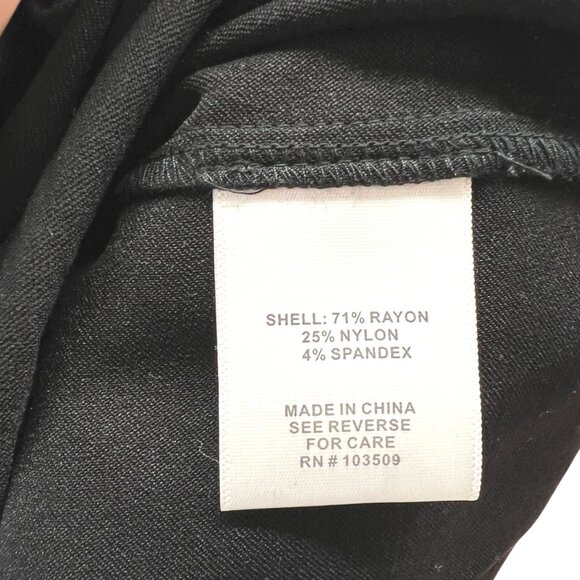 SHELL: 71% RAYON
25% NYLON
4% SPANDEX
MADE IN CHINA
SEE REVERSE
FOR CARE
RN # 103509